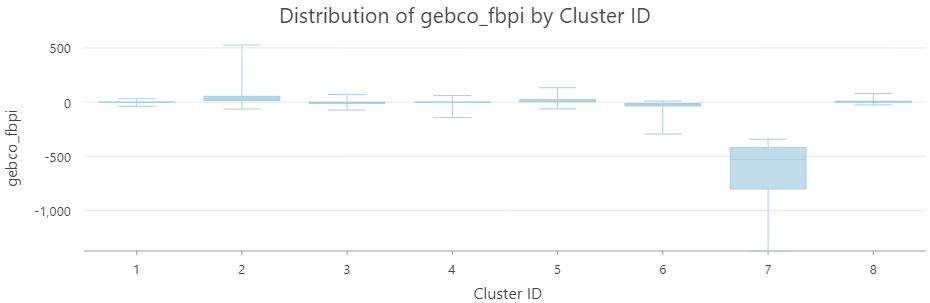 Distribution of gebco_fbpi by Cluster ID
gebco_fbpi
500
0
-500
-1,000
1 2 3 4 5 6 7 8
Cluster ID